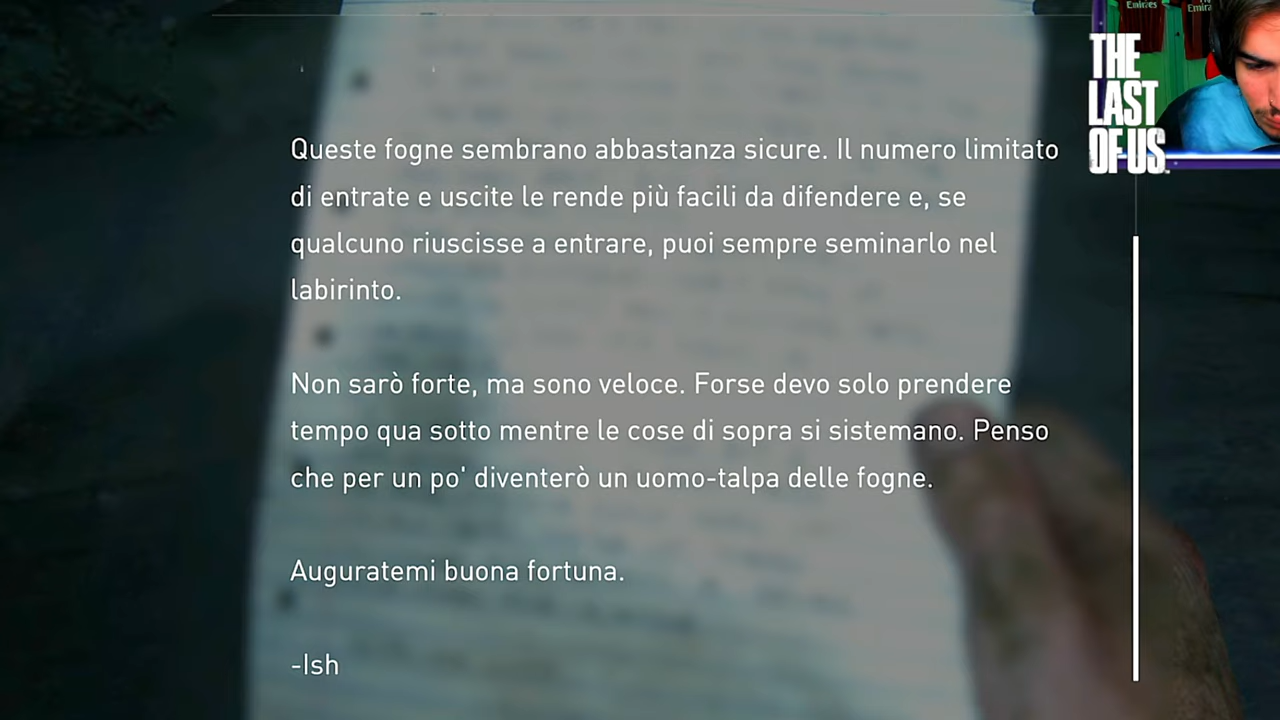 Emirates
THE
LAST
OF US
Queste fogne sembrano abbastanza sicure. Il numero limitato
di entrate e uscite le rende più facili da difendere e, se
qualcuno riuscisse a entrare, puoi sempre seminarlo nel
labirinto.
Non sarò forte, ma sono veloce. Forse devo solo prendere
tempo qua sotto mentre le cose di sopra si sistemano. Penso
che per un po' diventerò un uomo-talpa delle fogne.
Auguratemi buona fortuna.
-Ish